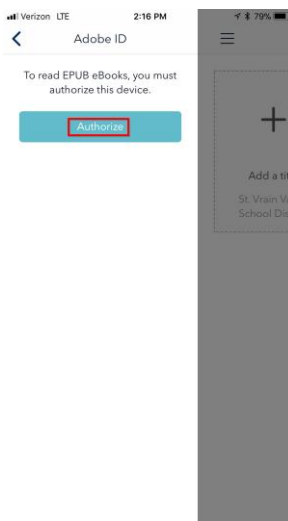 Verizon LTE 2:16 PM 79%
Adobe ID
To read EPUB eBooks, you must
authorize this device.
Authorize
Add a tit
St. Vrain Va
School Dis